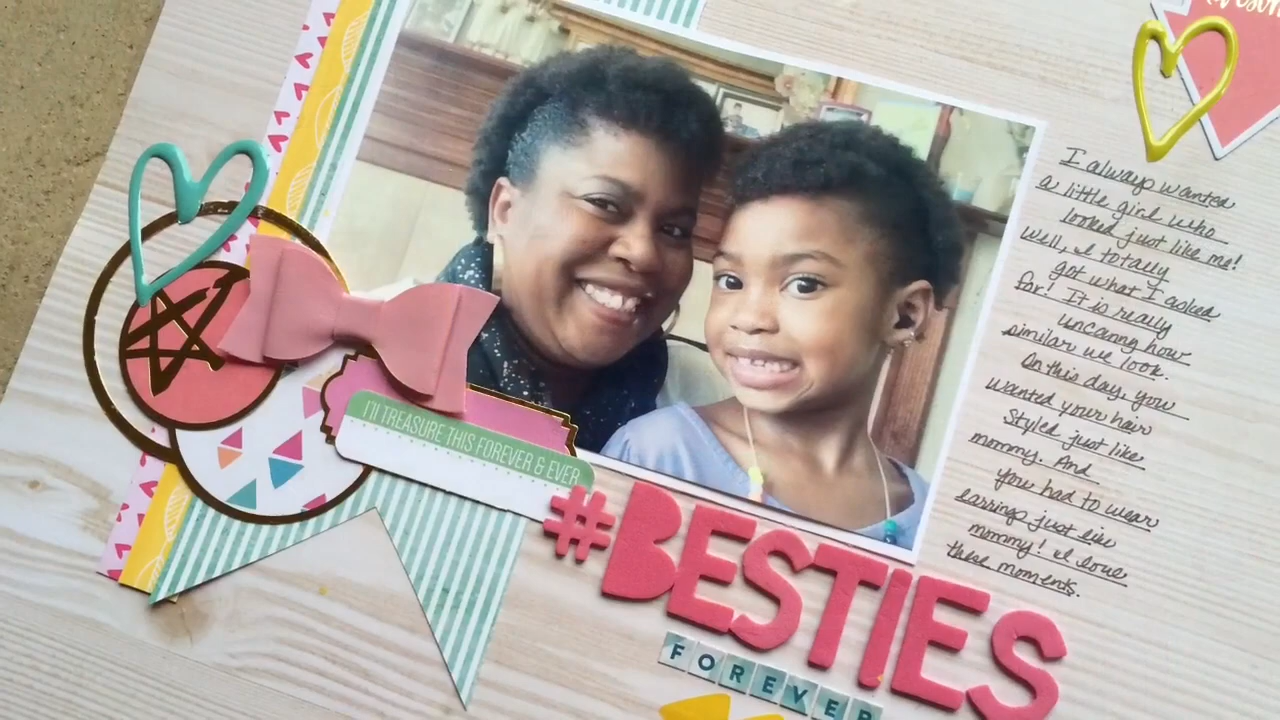 I always wanted
a little girl who
looked just like me!
Well, I totally
got what I asked
for! It is really
uncanny how
similar we look.
On this day, you
wanted your hair
styled just like
mommy. And
you had to wear
earrings just like
mommy! I love
these moments.
I'LL TREASURE THIS FOREVER & EVER
#BESTIES
FOREVER